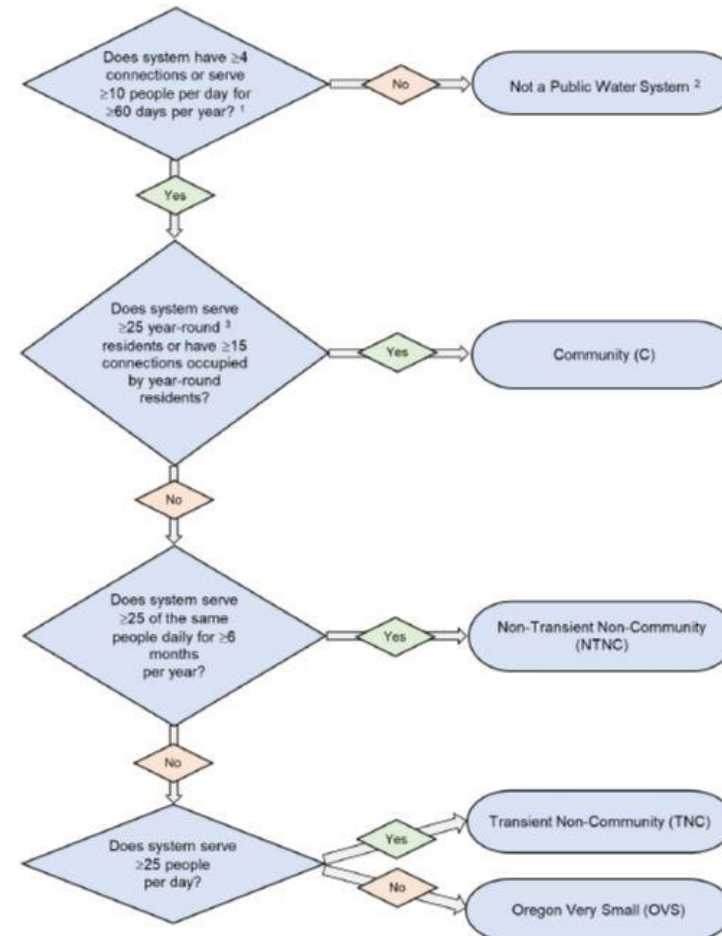 Does system have ≥4
connections or serve
≥10 people per day for
≥60 days per year? ¹
No
Not a Public Water System ²
Yes
Does system serve
≥25 year-round ³
residents or have ≥15
connections occupied
by year-round
residents?
Yes
Community (C)
No
Does system serve
≥25 of the same
people daily for ≥6
months
per year?
Yes
Non-Transient Non-Community
(NTNC)
No
Does system serve
≥25 people
per day?
Yes
Transient Non-Community (TNC)
No
Oregon Very Small (OVS)